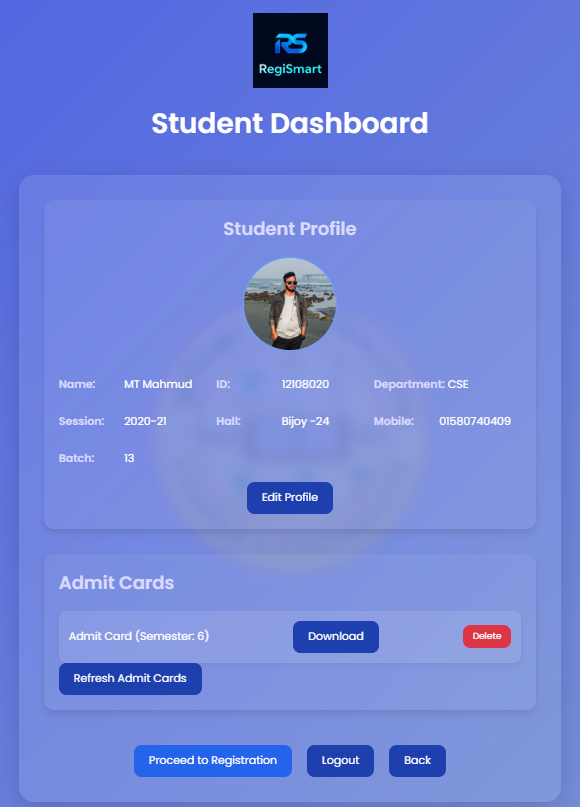 RS
RegiSmart
Student Dashboard
Student Profile
Name: MT Mahmud ID: 12108020 Department: CSE
Session: 2020-21 Hall: Bijoy -24 Mobile: 01580740409
Batch: 13
Edit Profile
Admit Cards
Admit Card (Semester: 6) Download Delete
Refresh Admit Cards
Proceed to Registration Logout Back